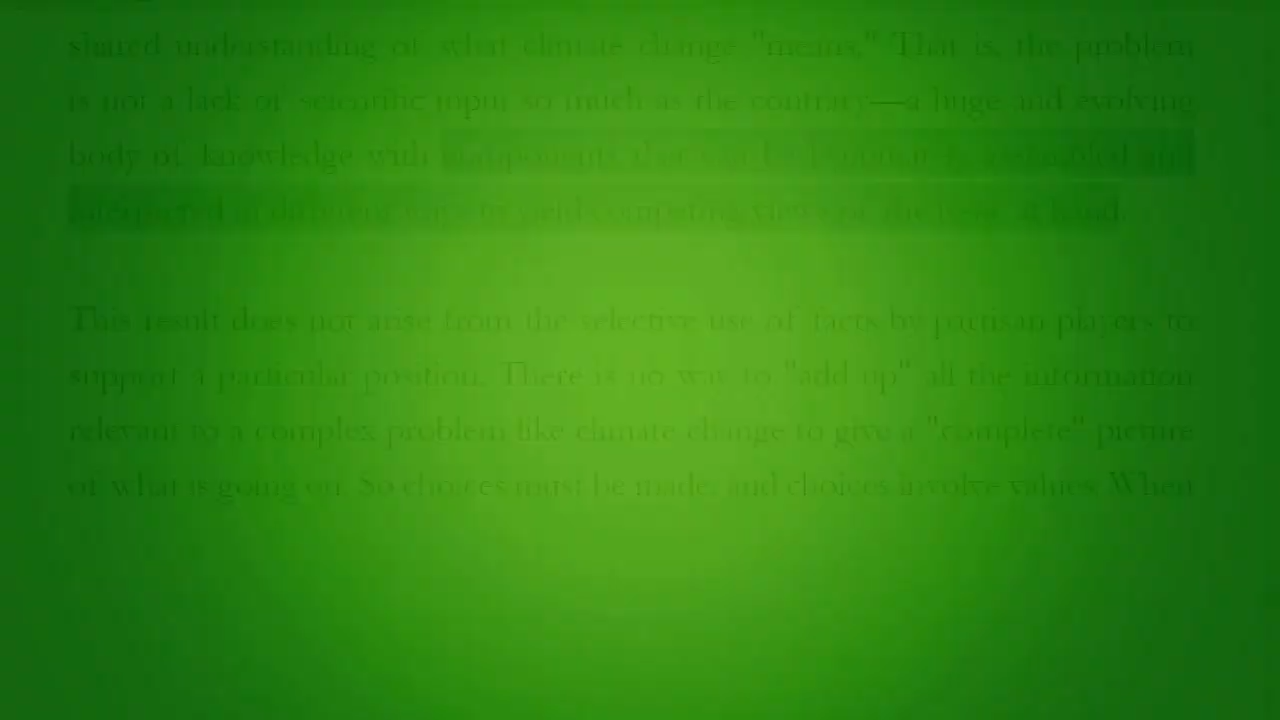 shared understanding of what climate change "means." That is, the problem
is not a lack of scientific input so much as the contrary—a huge and evolving
body of knowledge with components that can be legitimately assembled and
interpreted in different ways to yield competing views of the
This result does not arise from the selective use of facts by partisan players to
support a particular position. There is no way to "add up" all the information
relevant to a complex problem like climate change to give a "complete" picture
of what is going on. So choices must be made, and choices involve values. When